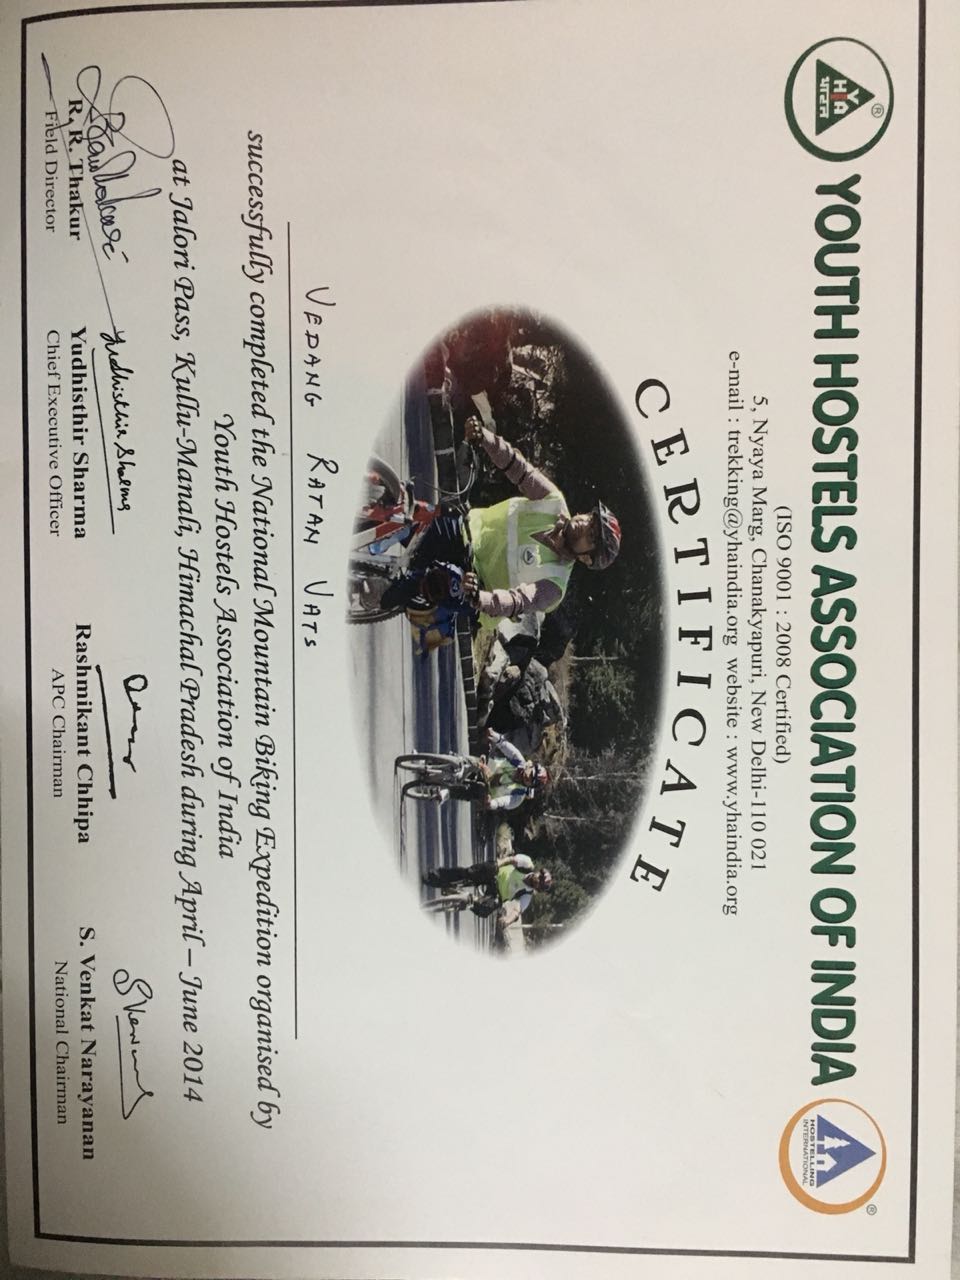 YHA
भारत
®
YOUTH HOSTELS ASSOCIATION OF INDIA
HOSTELLING
INTERNATIONAL
®
(ISO 9001 : 2008 Certified)
5, Nyaya Marg, Chanakyapuri, New Delhi-110 021
e-mail : trekking@yhaindia.org website : www.yhaindia.org
CERTIFICATE
VEDANG RATAN VATS
successfully completed the National Mountain Biking Expedition organised by
Youth Hostels Association of India
at Jalori Pass, Kullu-Manali, Himachal Pradesh during April – June 2014
Yudhisthir Sharma
R. R. Thakur Yudhisthir Sharma Rashmikant Chhipa S. Venkat Narayanan
Field Director Chief Executive Officer APC Chairman National Chairman